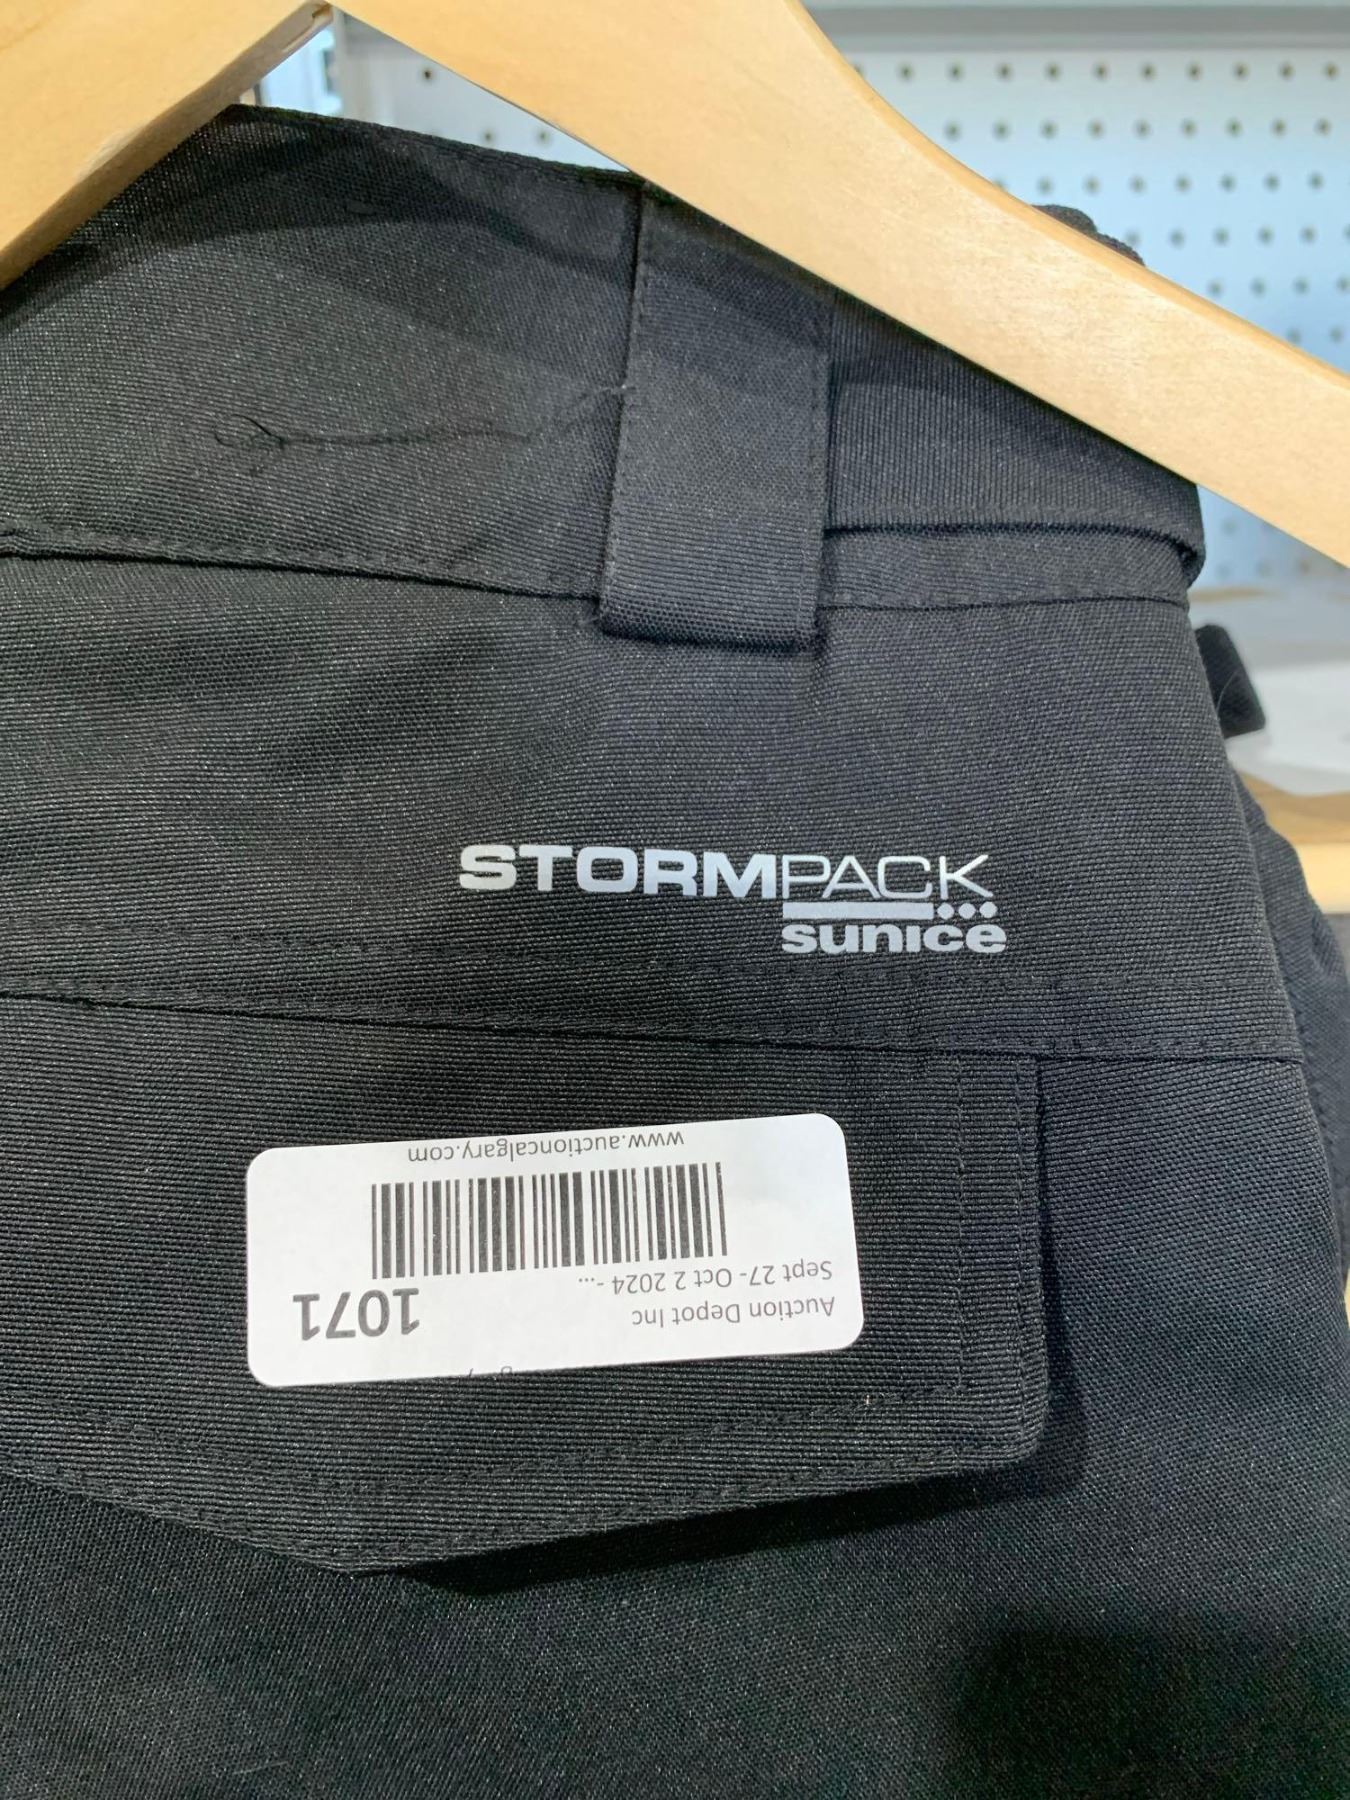 STORMPACK
sunice
Auction Depot Inc
Sept 27- Oct 2 2024 -...
1071
www.auctioncalgary.com